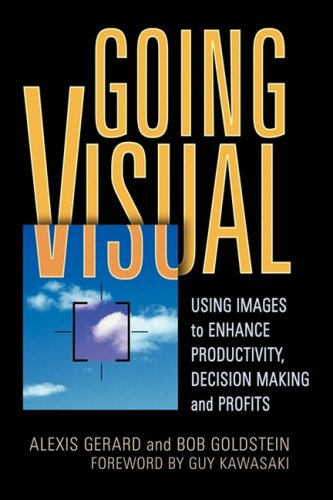 GOING
VISUAL
USING IMAGES
to ENHANCE
PRODUCTIVITY,
DECISION MAKING
and PROFITS
ALEXIS GERARD and BOB GOLDSTEIN
FOREWORD BY GUY KAWASAKI